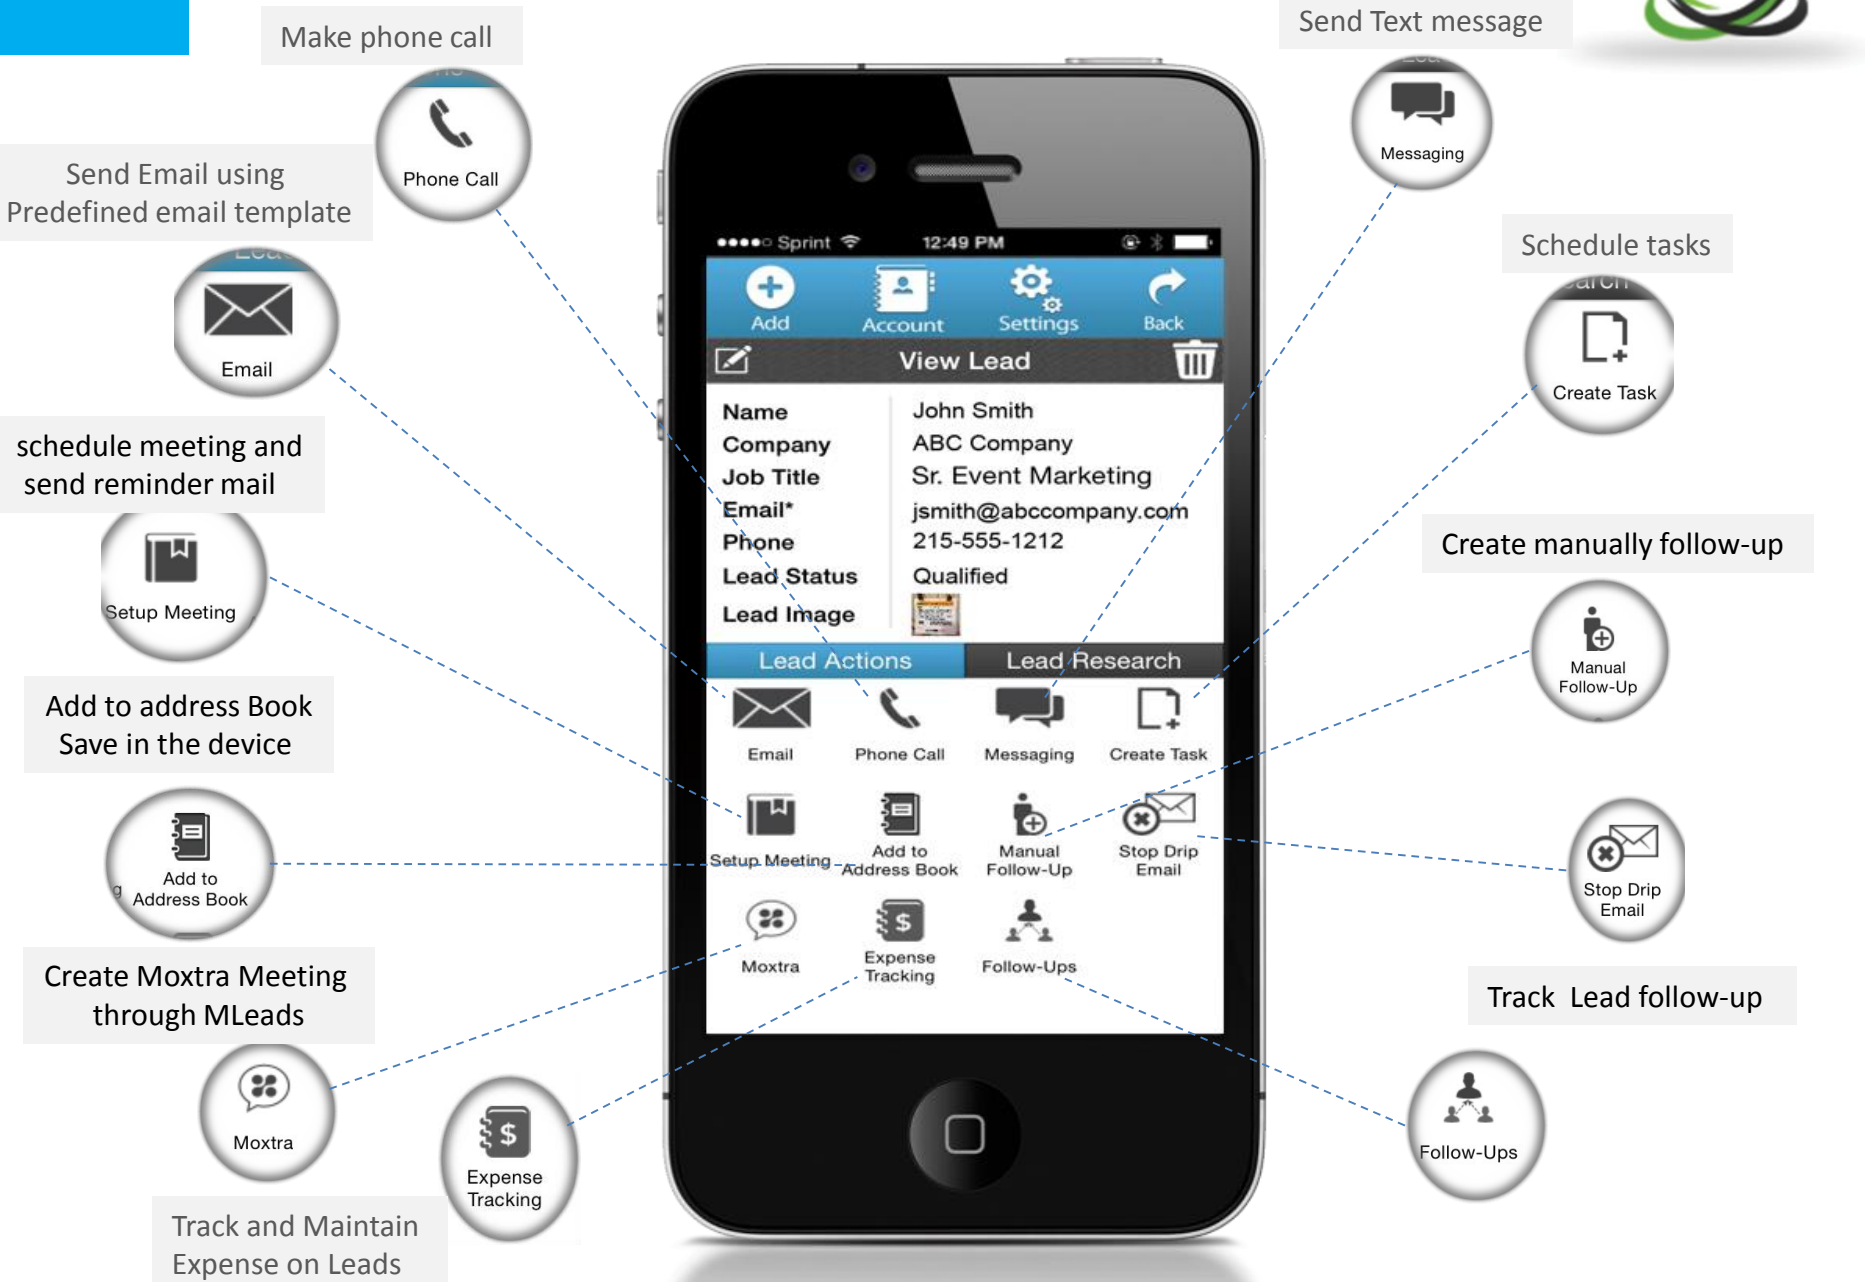 Make phone call
Send Text message
Phone Call
Messaging
Send Email using
Predefined email template
Email
Schedule tasks
Create Task
schedule meeting and
send reminder mail
Setup Meeting
Create manually follow-up
Manual
Follow-Up
Add to address Book
Save in the device
Add to
Address Book
Stop Drip
Email
Create Moxtra Meeting
through MLeads
Moxtra
Track  Lead follow-up
Follow-Ups
Expense
Tracking
Track and Maintain
Expense on Leads
Sprint 12:49 PM
Add Account Settings Back
View Lead
Name John Smith
Company ABC Company
Job Title Sr. Event Marketing
Email* jsmith@abccompany.com
Phone 215-555-1212
Lead Status Qualified
Lead Image
Lead Actions Lead Research
Email Phone Call Messaging Create Task
Setup Meeting
Add to
Address Book
Manual
Follow-Up
Stop Drip
Email
Moxtra
Expense
Tracking
Follow-Ups